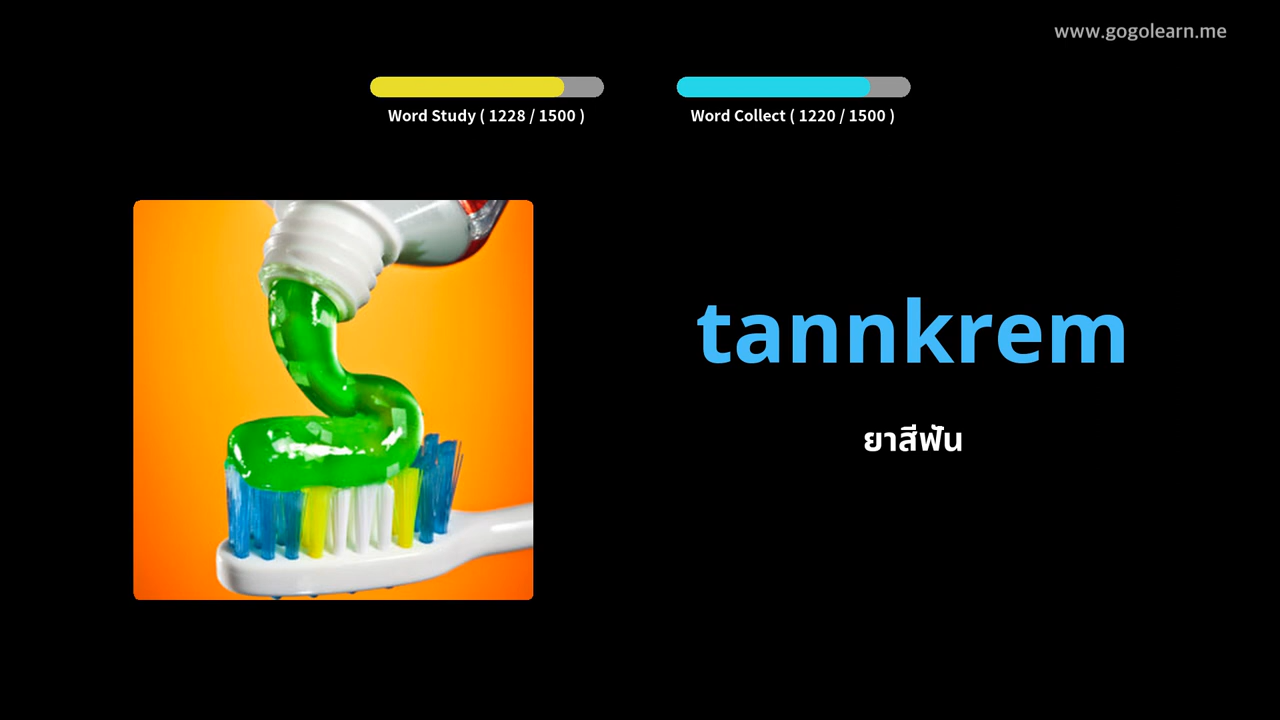 www.gogolearn.me
Word Study ( 1228 / 1500 )
Word Collect ( 1220 / 1500 )
tannkrem
ยาสีฟัน